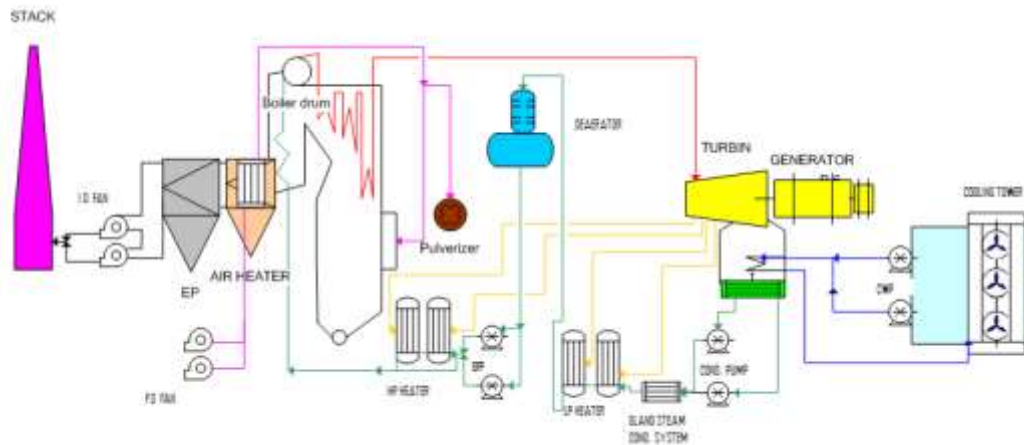 STACK
Boiler drum
DEAERATOR
TURBIN
GENERATOR
COOLING TOWER
I.D FAN
Pulverizer
AIR HEATER
EP
CWP
F.D FAN
HP HEATER
BFP
LP HEATER
COND. PUMP
GLAND STEAM
COND. SYSTEM